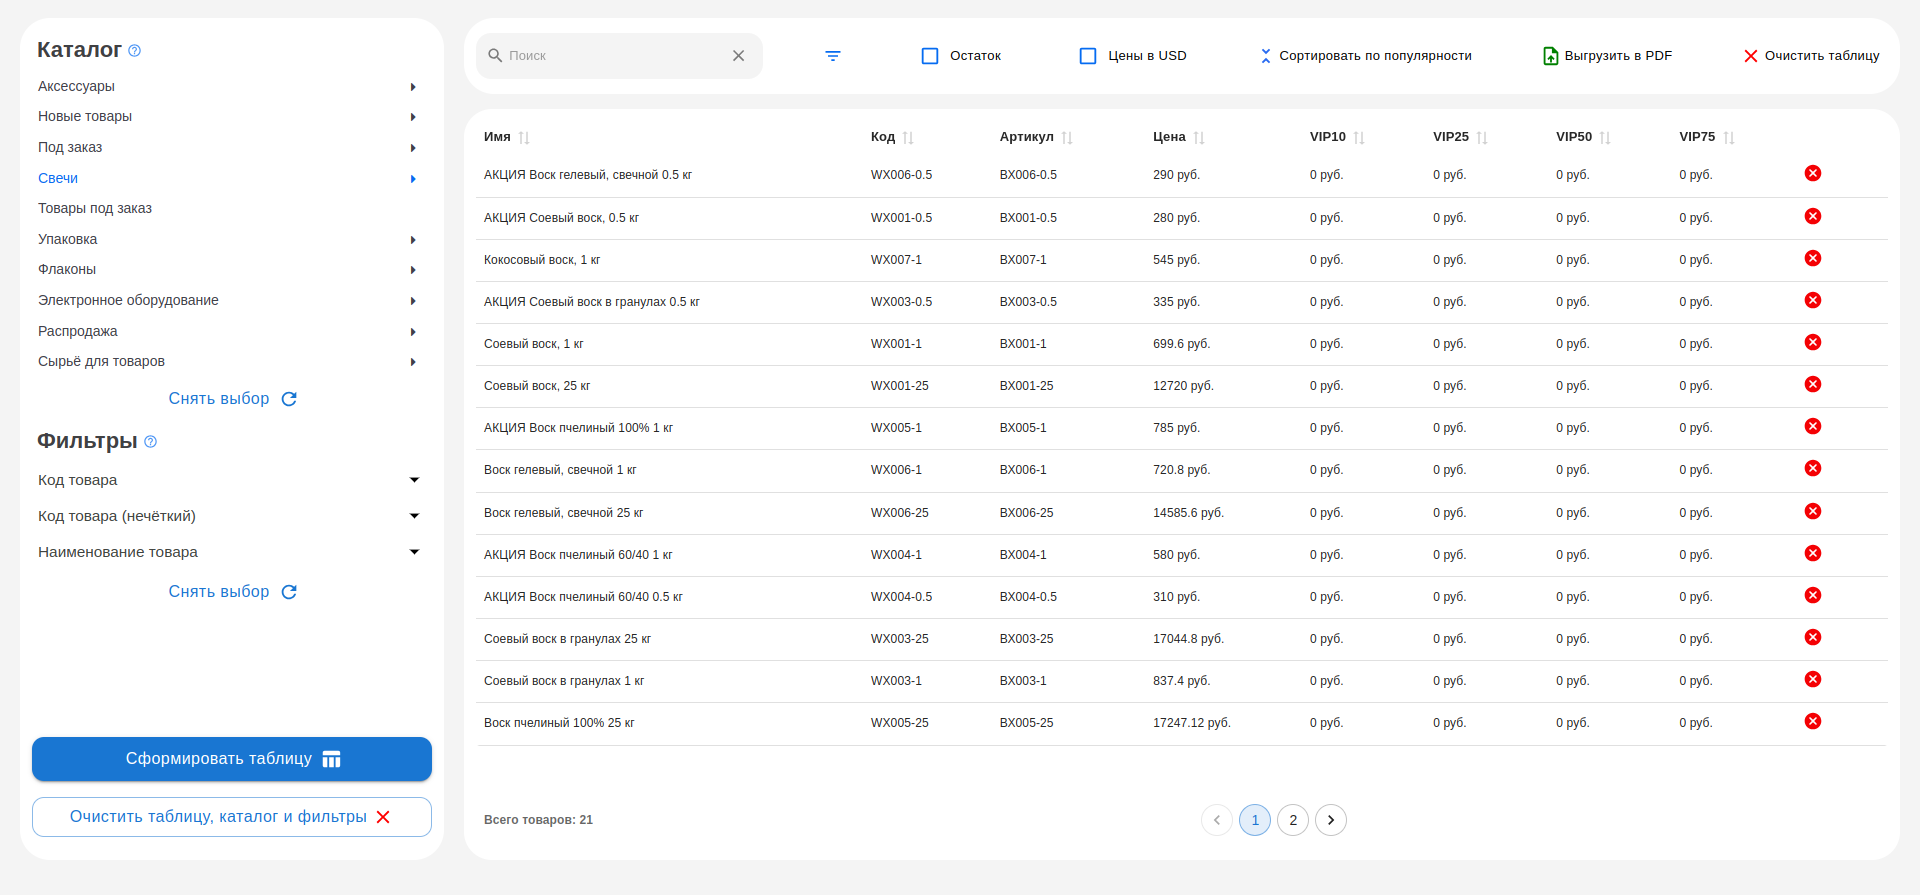 Каталог
Аксессуары
Новые товары
Под заказ
Свечи
Товары под заказ
Упаковка
Флаконы
Электронное оборудование
Распродажа
Сырьё для товаров
Снять выбор
Фильтры
Код товара
Код товара (нечёткий)
Наименование товара
Снять выбор
Сформировать таблицу
Очистить таблицу, каталог и фильтры
Поиск Остаток Цены в USD Сортировать по популярности Выгрузить в PDF Очистить таблицу
Имя Код Артикул Цена VIP10 VIP25 VIP50 VIP75
АКЦИЯ Воск гелевый, свечной 0.5 кг WX006-0.5 ВХ006-0.5 290 руб. 0 руб. 0 руб. 0 руб. 0 руб.
АКЦИЯ Соевый воск, 0.5 кг WX001-0.5 ВХ001-0.5 280 руб. 0 руб. 0 руб. 0 руб. 0 руб.
Кокосовый воск, 1 кг WX007-1 ВХ007-1 545 руб. 0 руб. 0 руб. 0 руб. 0 руб.
АКЦИЯ Соевый воск в гранулах 0.5 кг WX003-0.5 ВХ003-0.5 335 руб. 0 руб. 0 руб. 0 руб. 0 руб.
Соевый воск, 1 кг WX001-1 ВХ001-1 699.6 руб. 0 руб. 0 руб. 0 руб. 0 руб.
Соевый воск, 25 кг WX001-25 ВХ001-25 12720 руб. 0 руб. 0 руб. 0 руб. 0 руб.
АКЦИЯ Воск пчелиный 100% 1 кг WX005-1 ВХ005-1 785 руб. 0 руб. 0 руб. 0 руб. 0 руб.
Воск гелевый, свечной 1 кг WX006-1 ВХ006-1 720.8 руб. 0 руб. 0 руб. 0 руб. 0 руб.
Воск гелевый, свечной 25 кг WX006-25 ВХ006-25 14585.6 руб. 0 руб. 0 руб. 0 руб. 0 руб.
АКЦИЯ Воск пчелиный 60/40 1 кг WX004-1 ВХ004-1 580 руб. 0 руб. 0 руб. 0 руб. 0 руб.
АКЦИЯ Воск пчелиный 60/40 0.5 кг WX004-0.5 ВХ004-0.5 310 руб. 0 руб. 0 руб. 0 руб. 0 руб.
Соевый воск в гранулах 25 кг WX003-25 ВХ003-25 17044.8 руб. 0 руб. 0 руб. 0 руб. 0 руб.
Соевый воск в гранулах 1 кг WX003-1 ВХ003-1 837.4 руб. 0 руб. 0 руб. 0 руб. 0 руб.
Воск пчелиный 100% 25 кг WX005-25 ВХ005-25 17247.12 руб. 0 руб. 0 руб. 0 руб. 0 руб.
Всего товаров: 21 1 2